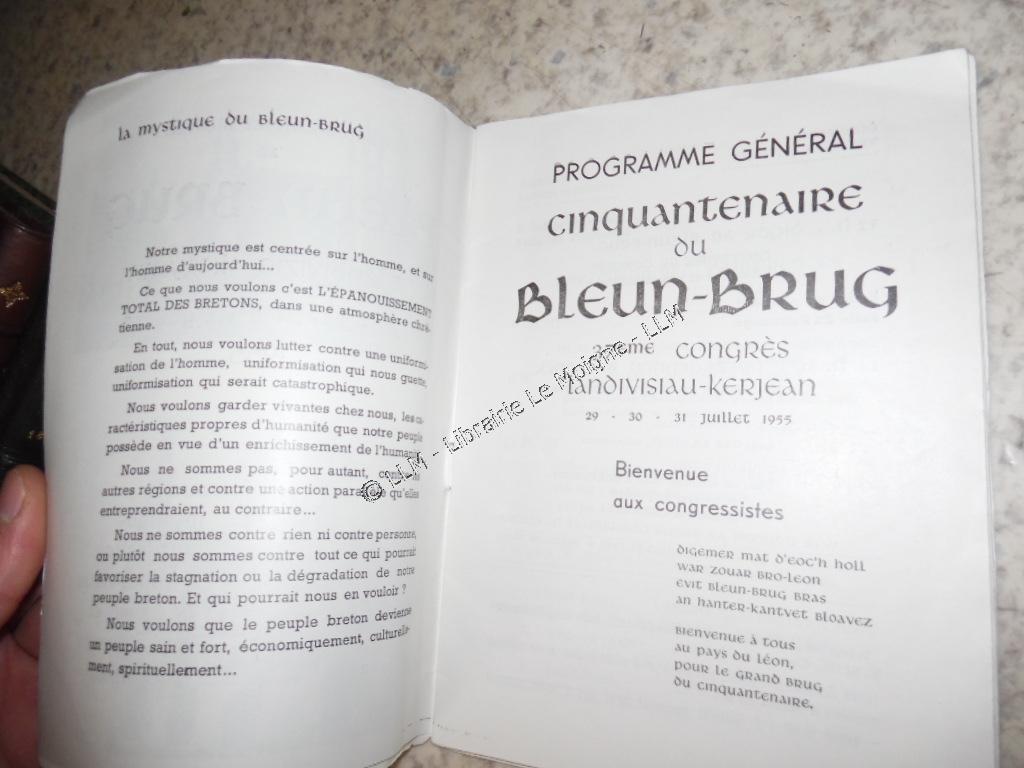 la mystique du Bleun-Brug
Notre mystique est centrée sur l'homme, et sur
l'homme d'aujourd'hui...
Ce que nous voulons c'est L'ÉPANOUISSEMENT
TOTAL DES BRETONS, dans une atmosphère chré-
tienne.
En tout, nous voulons lutter contre une uniformi-
sation de l'homme, uniformisation qui nous guette,
uniformisation qui serait catastrophique.
Nous voulons garder vivantes chez nous, les ca-
ractéristiques propres d'humanité que notre peuple
possède en vue d'un enrichissement de l'humanité
Nous ne sommes pas, pour autant, contre les
autres régions et contre une action parallèle qu'elles
entreprendraient, au contraire...
Nous ne sommes contre rien ni contre personne,
ou plutôt nous sommes contre tout ce qui pourrait
favoriser la stagnation ou la dégradation de notre
peuple breton. Et qui pourrait nous en vouloir ?
Nous voulons que le peuple breton devienne
un peuple sain et fort, économiquement, culturelle-
ment, spirituellement...
PROGRAMME GÉNÉRAL
cinquantenaire
du
Bleun-Brug
congrès
landivisiau-kerjean
29 - 30 - 31 juillet 1955
Bienvenue
aux congressistes
digemer mat d'eoc'h holl
war zouar bro-leon
evit bleun-brug bras
an hanter-kantvet bloavez
bienvenue à tous
au pays du léon,
pour le grand brug
du cinquantenaire.
© LLM - Librairie Le Moigne - LLM